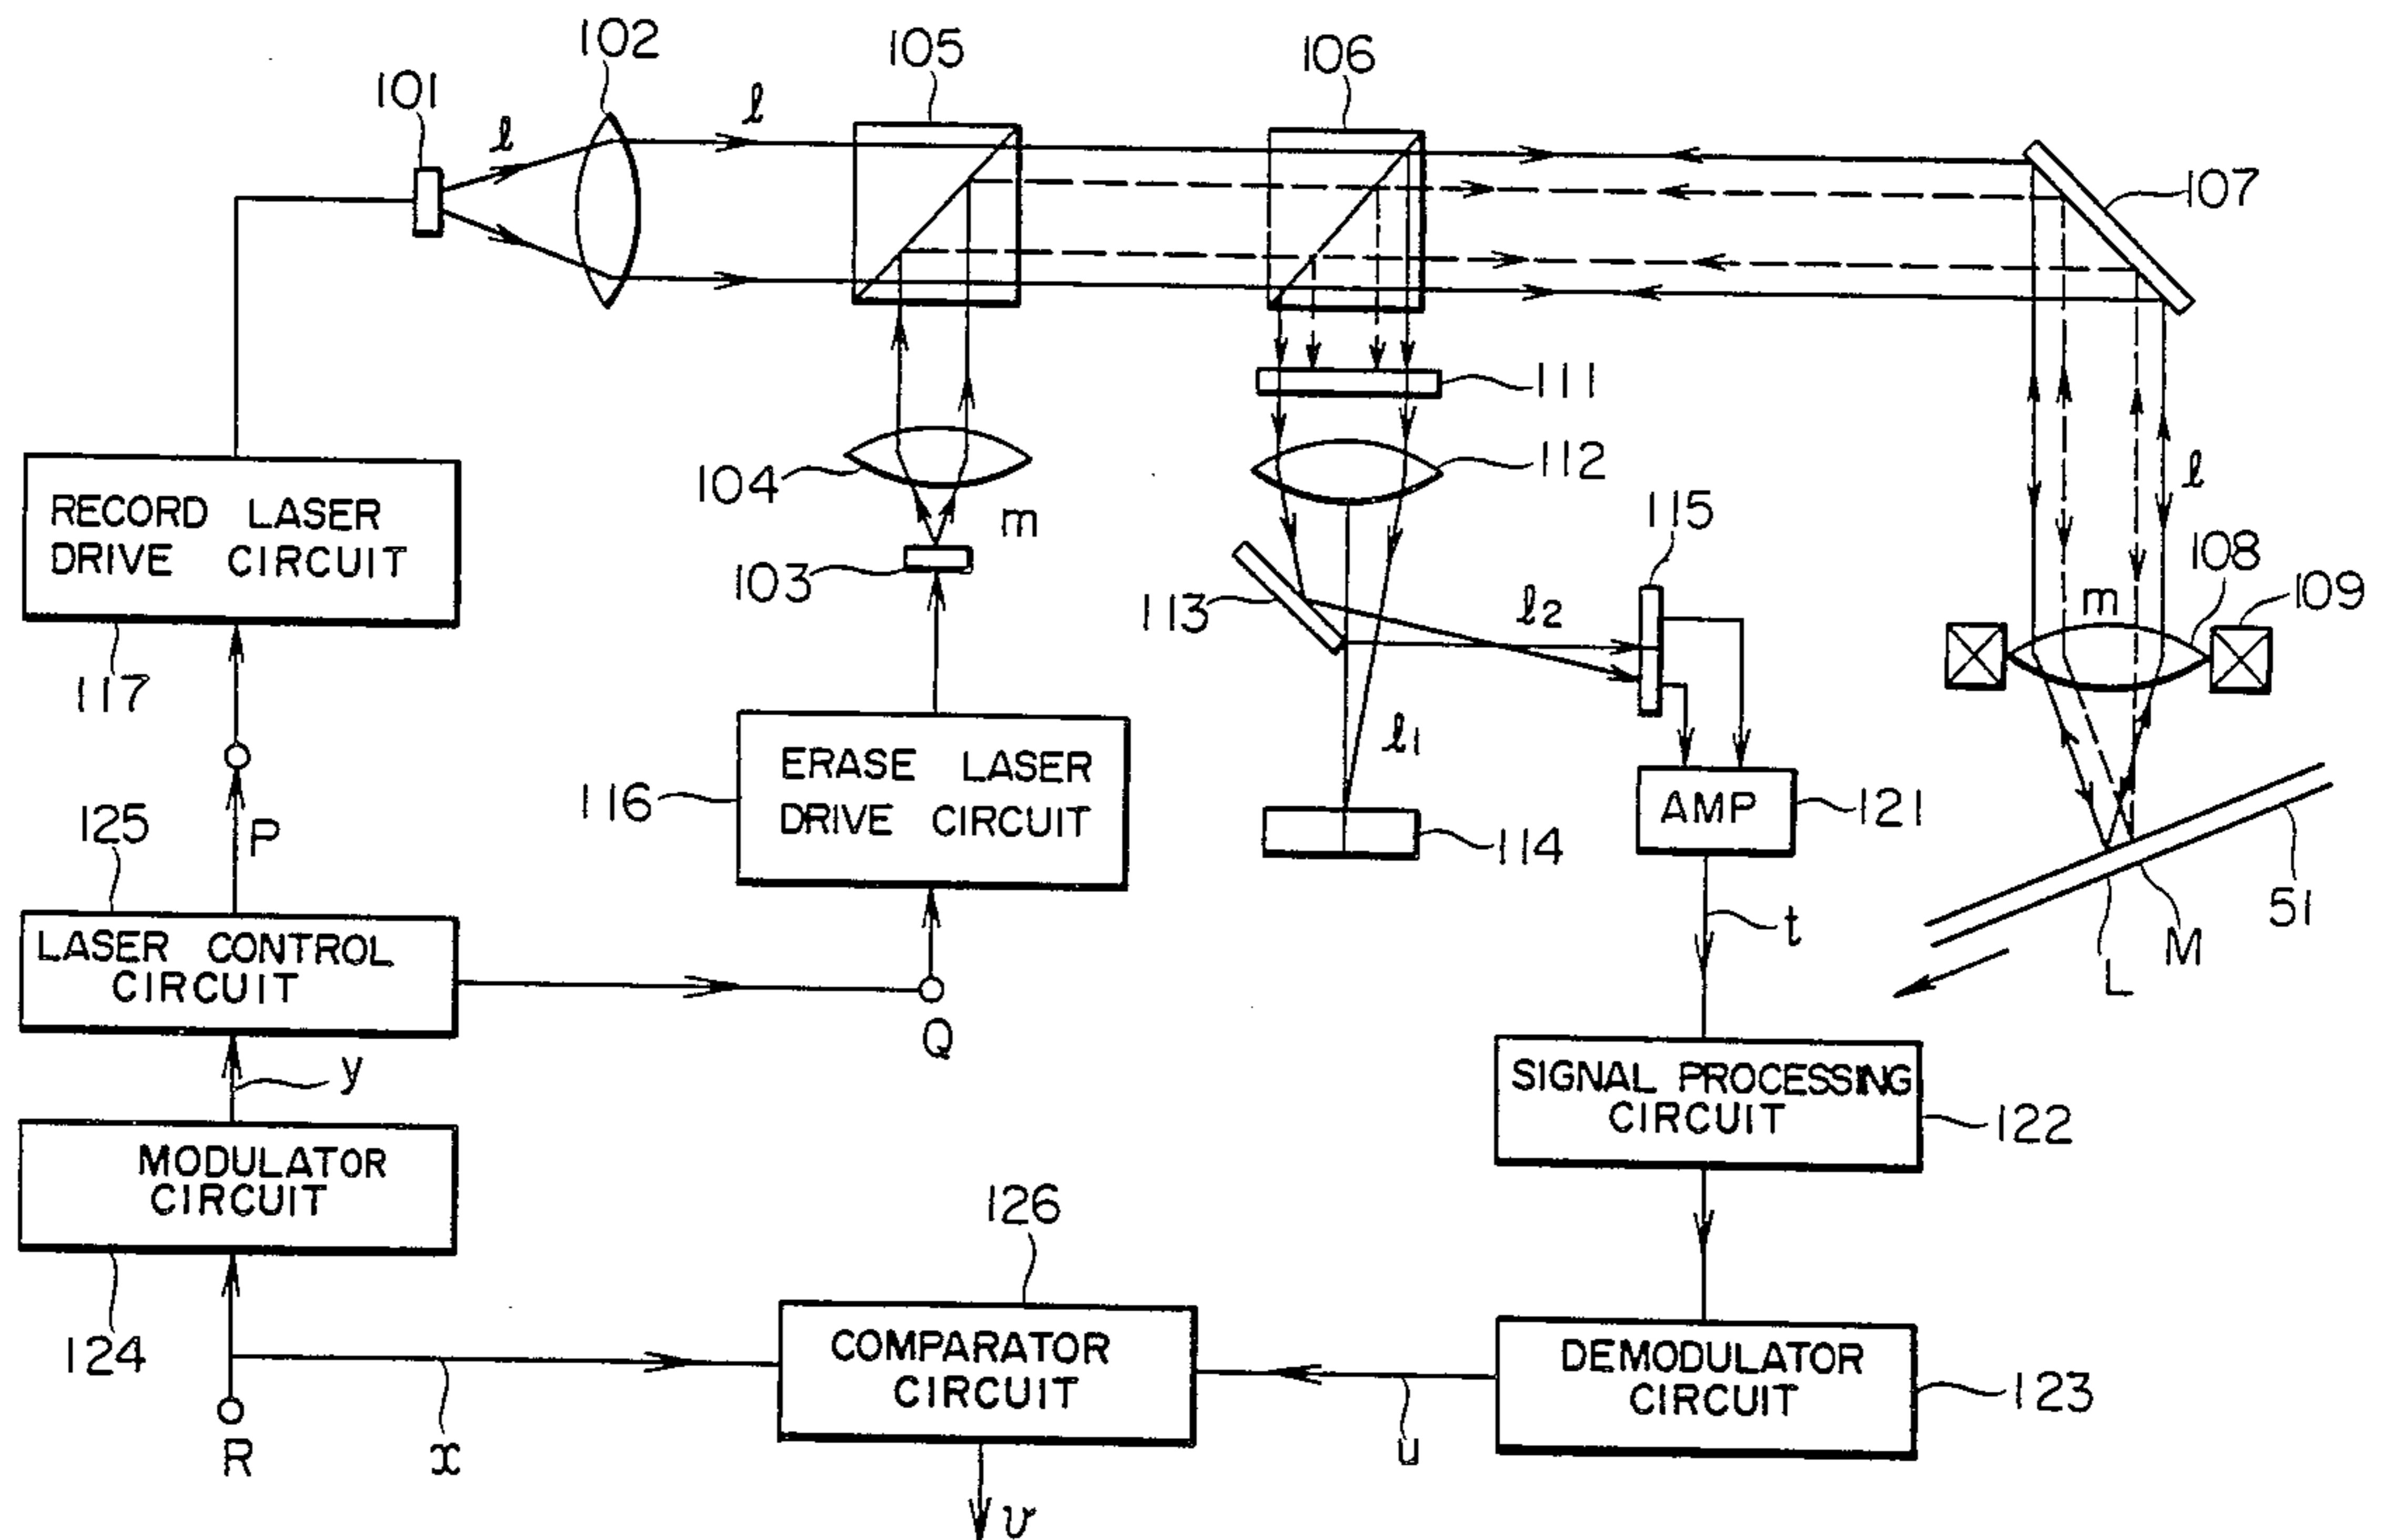 102
105
106
101
ℓ
ℓ
107
111
112
104
m
ℓ
RECORD LASER
DRIVE CIRCUIT
115
108
103
113
ℓ2
m
109
117
ERASE LASER
DRIVE CIRCUIT
116
ℓ1
125
P
AMP
121
114
51
LASER CONTROL
CIRCUIT
t
M
L
Q
y
SIGNAL PROCESSING
CIRCUIT
122
MODULATOR
CIRCUIT
126
124
COMPARATOR
CIRCUIT
DEMODULATOR
CIRCUIT
123
R
x
u
v